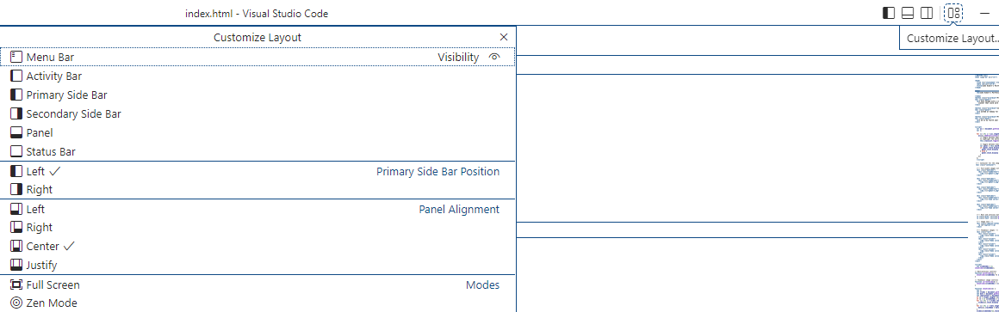 index.html - Visual Studio Code
Customize Layout
Customize Layout..
Menu Bar Visibility
Activity Bar
Primary Side Bar
Secondary Side Bar
Panel
Status Bar
Left Primary Side Bar Position
Right
Left Panel Alignment
Right
Center
Justify
Full Screen Modes
Zen Mode